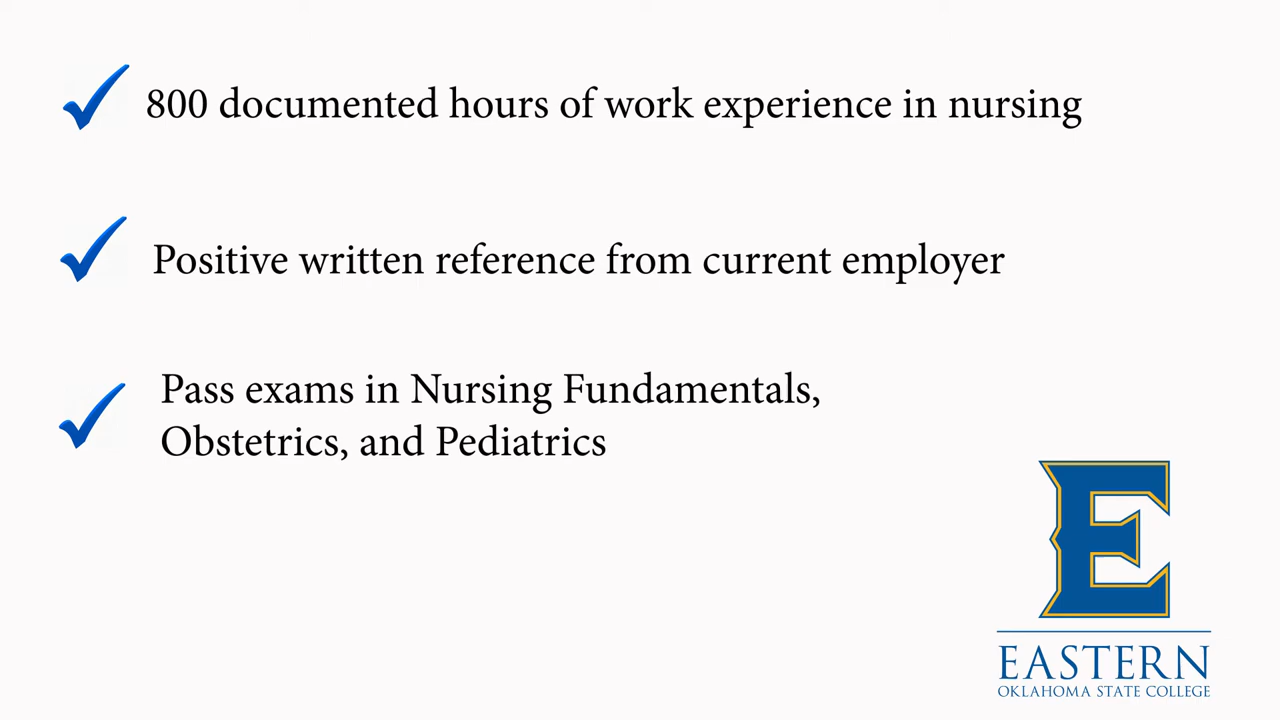 800 documented hours of work experience in nursing
Positive written reference from current employer
Pass exams in Nursing Fundamentals,
Obstetrics, and Pediatrics
E
EASTERN
OKLAHOMA STATE COLLEGE